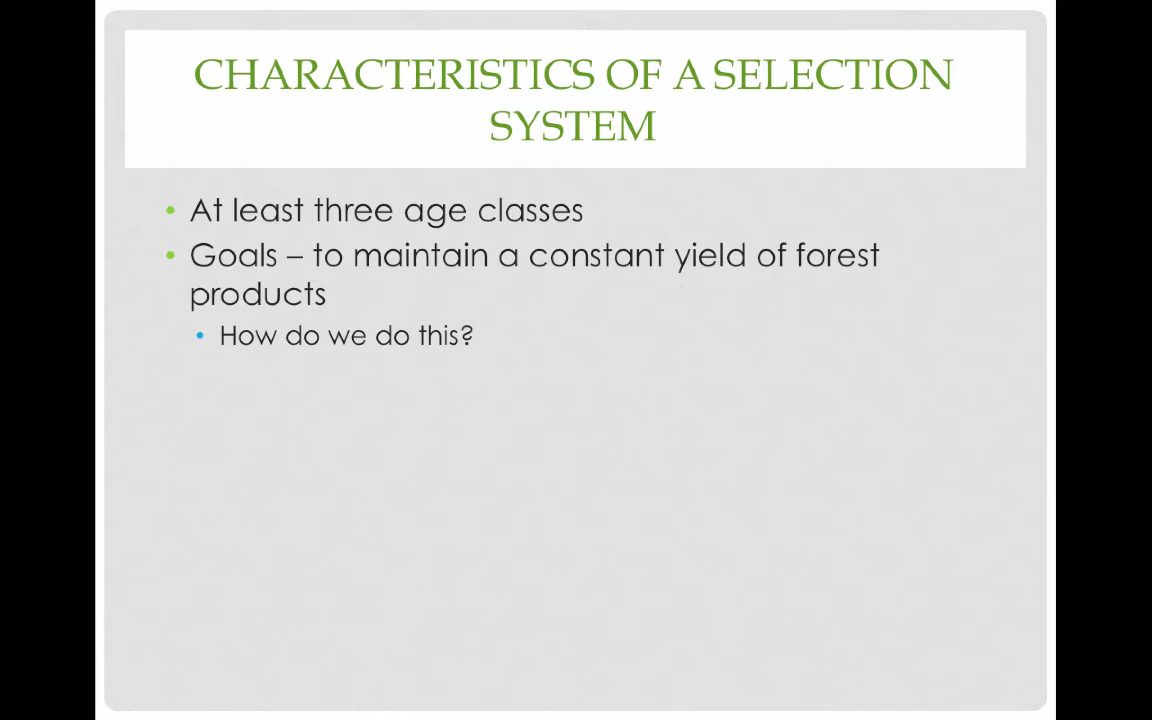 CHARACTERISTICS OF A SELECTION
SYSTEM
• At least three age classes
• Goals – to maintain a constant yield of forest
products
• How do we do this?